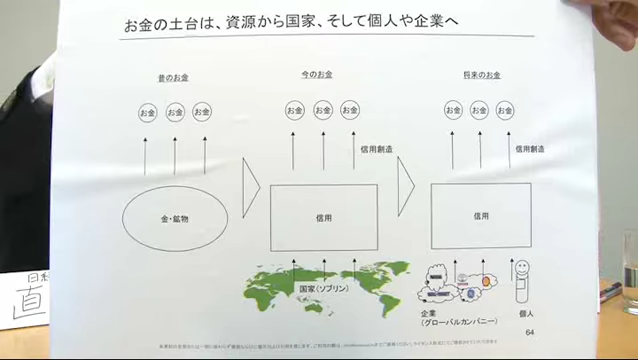 お金の土台は、資源から国家、そして個人や企業へ
昔のお金
今のお金
将来のお金
お金 お金 お金
お金 お金 お金
お金 お金 お金
信用創造
信用創造
金・鉱物
信用
信用
国家(ソブリン)
企業
(グローバルカンパニー)
個人
64
直